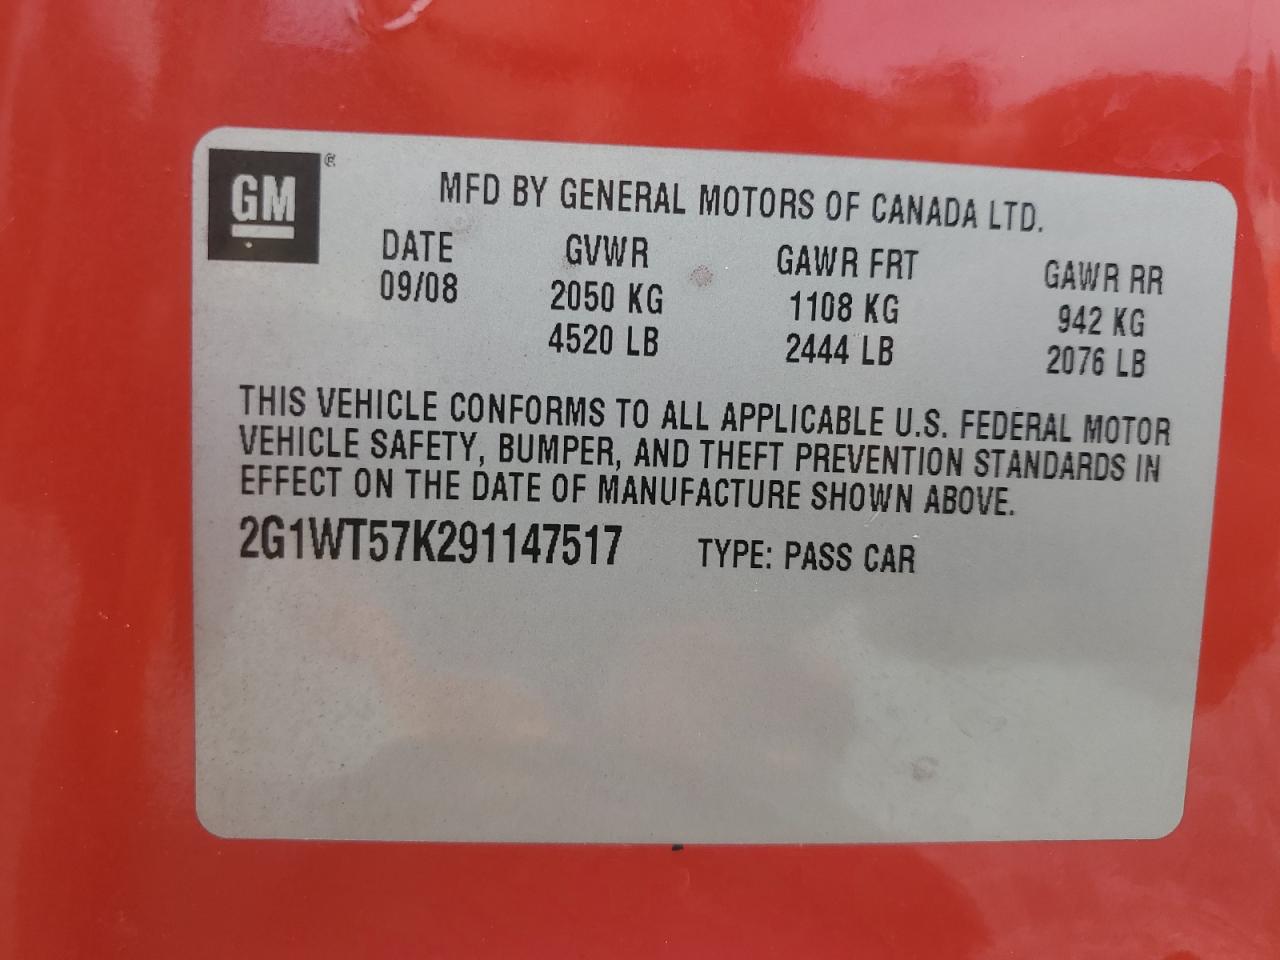 GM ®
MFD BY GENERAL MOTORS OF CANADA LTD.
DATE GVWR GAWR FRT GAWR RR
09/08 2050 KG 1108 KG 942 KG
4520 LB 2444 LB 2076 LB
THIS VEHICLE CONFORMS TO ALL APPLICABLE U.S. FEDERAL MOTOR
VEHICLE SAFETY, BUMPER, AND THEFT PREVENTION STANDARDS IN
EFFECT ON THE DATE OF MANUFACTURE SHOWN ABOVE.
2G1WT57K291147517 TYPE: PASS CAR